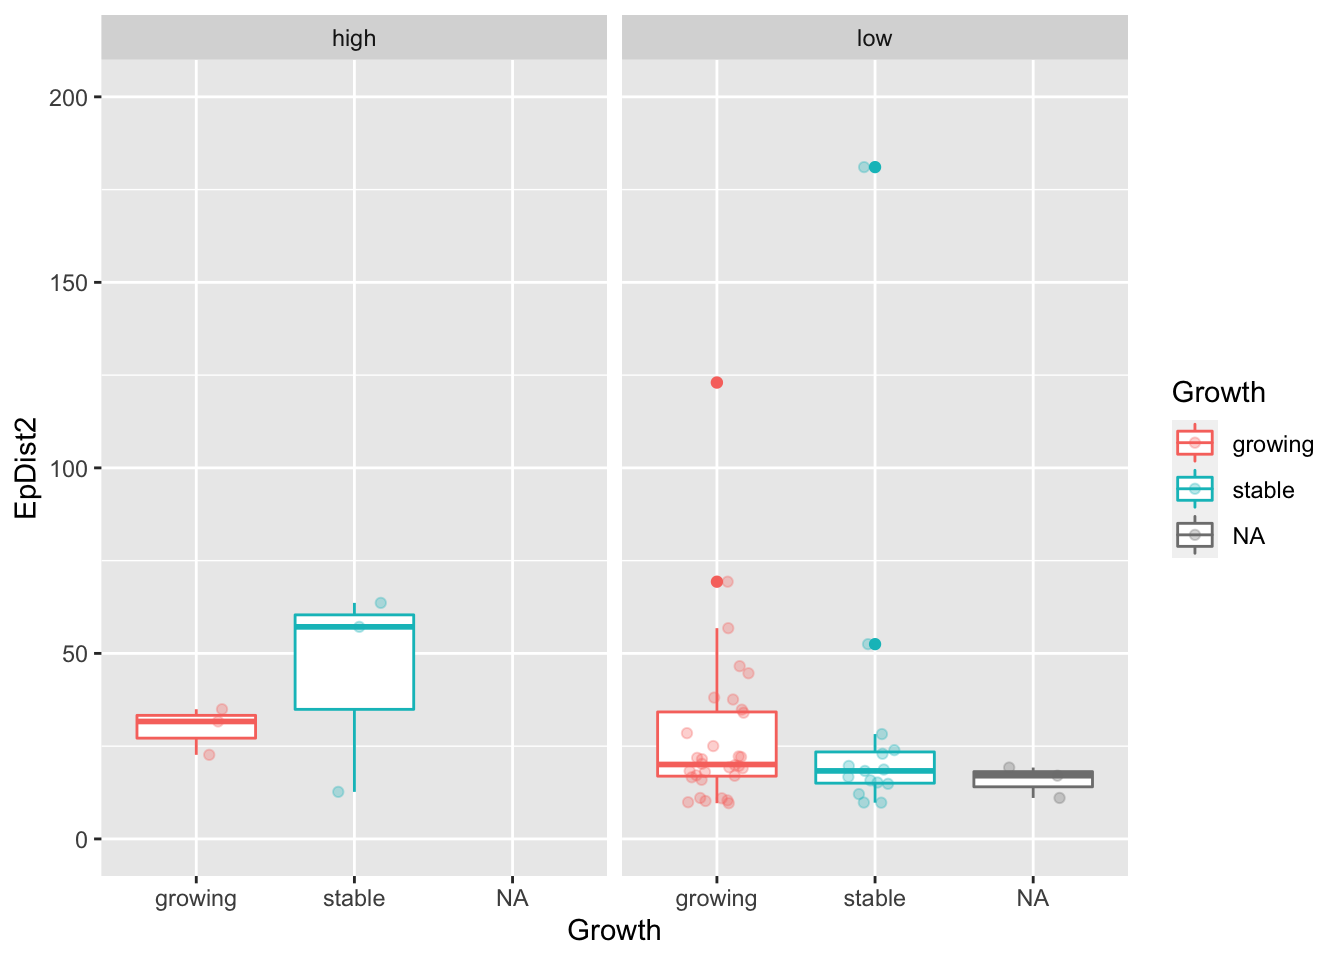 high
low
200
150
100
50
0
EpDist2
growing
stable
NA
growing
stable
NA
Growth
Growth
growing
stable
NA